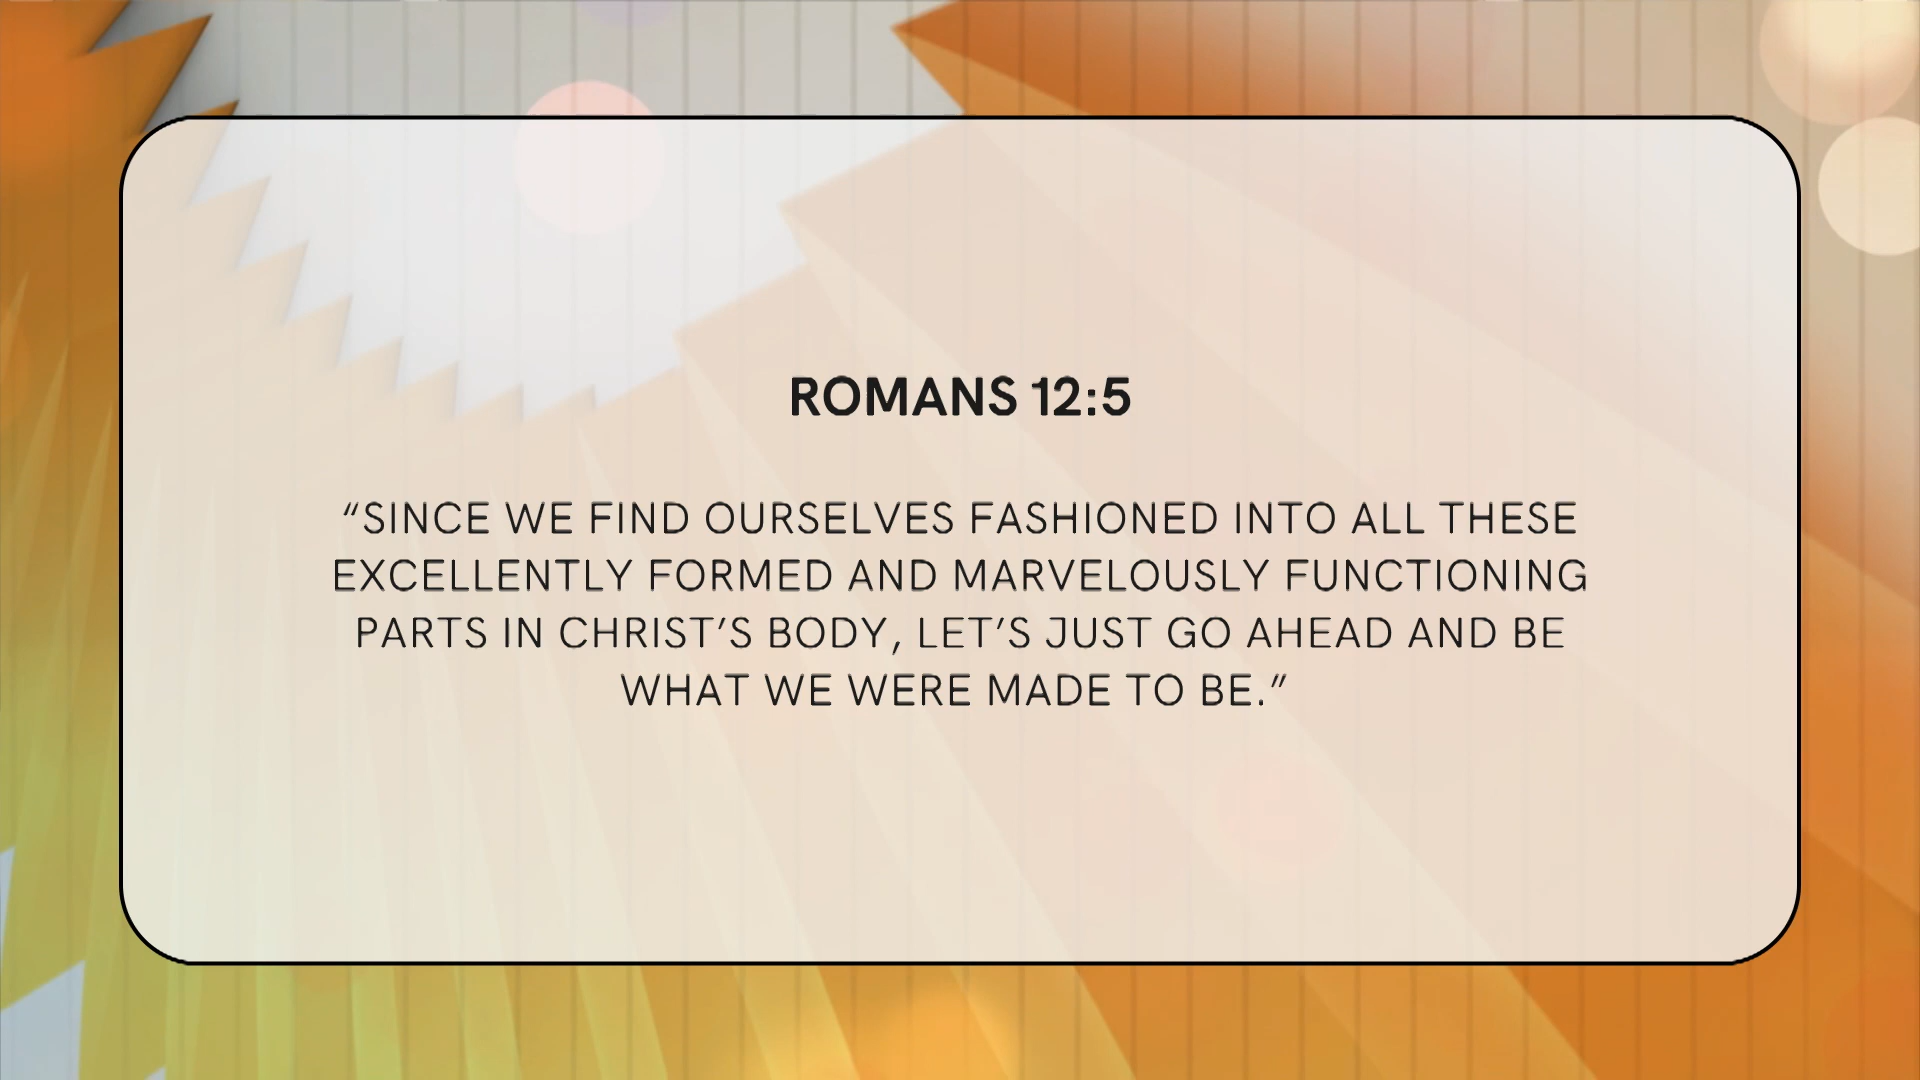 ROMANS 12:5
“SINCE WE FIND OURSELVES FASHIONED INTO ALL THESE
EXCELLENTLY FORMED AND MARVELOUSLY FUNCTIONING
PARTS IN CHRIST’S BODY, LET’S JUST GO AHEAD AND BE
WHAT WE WERE MADE TO BE.”